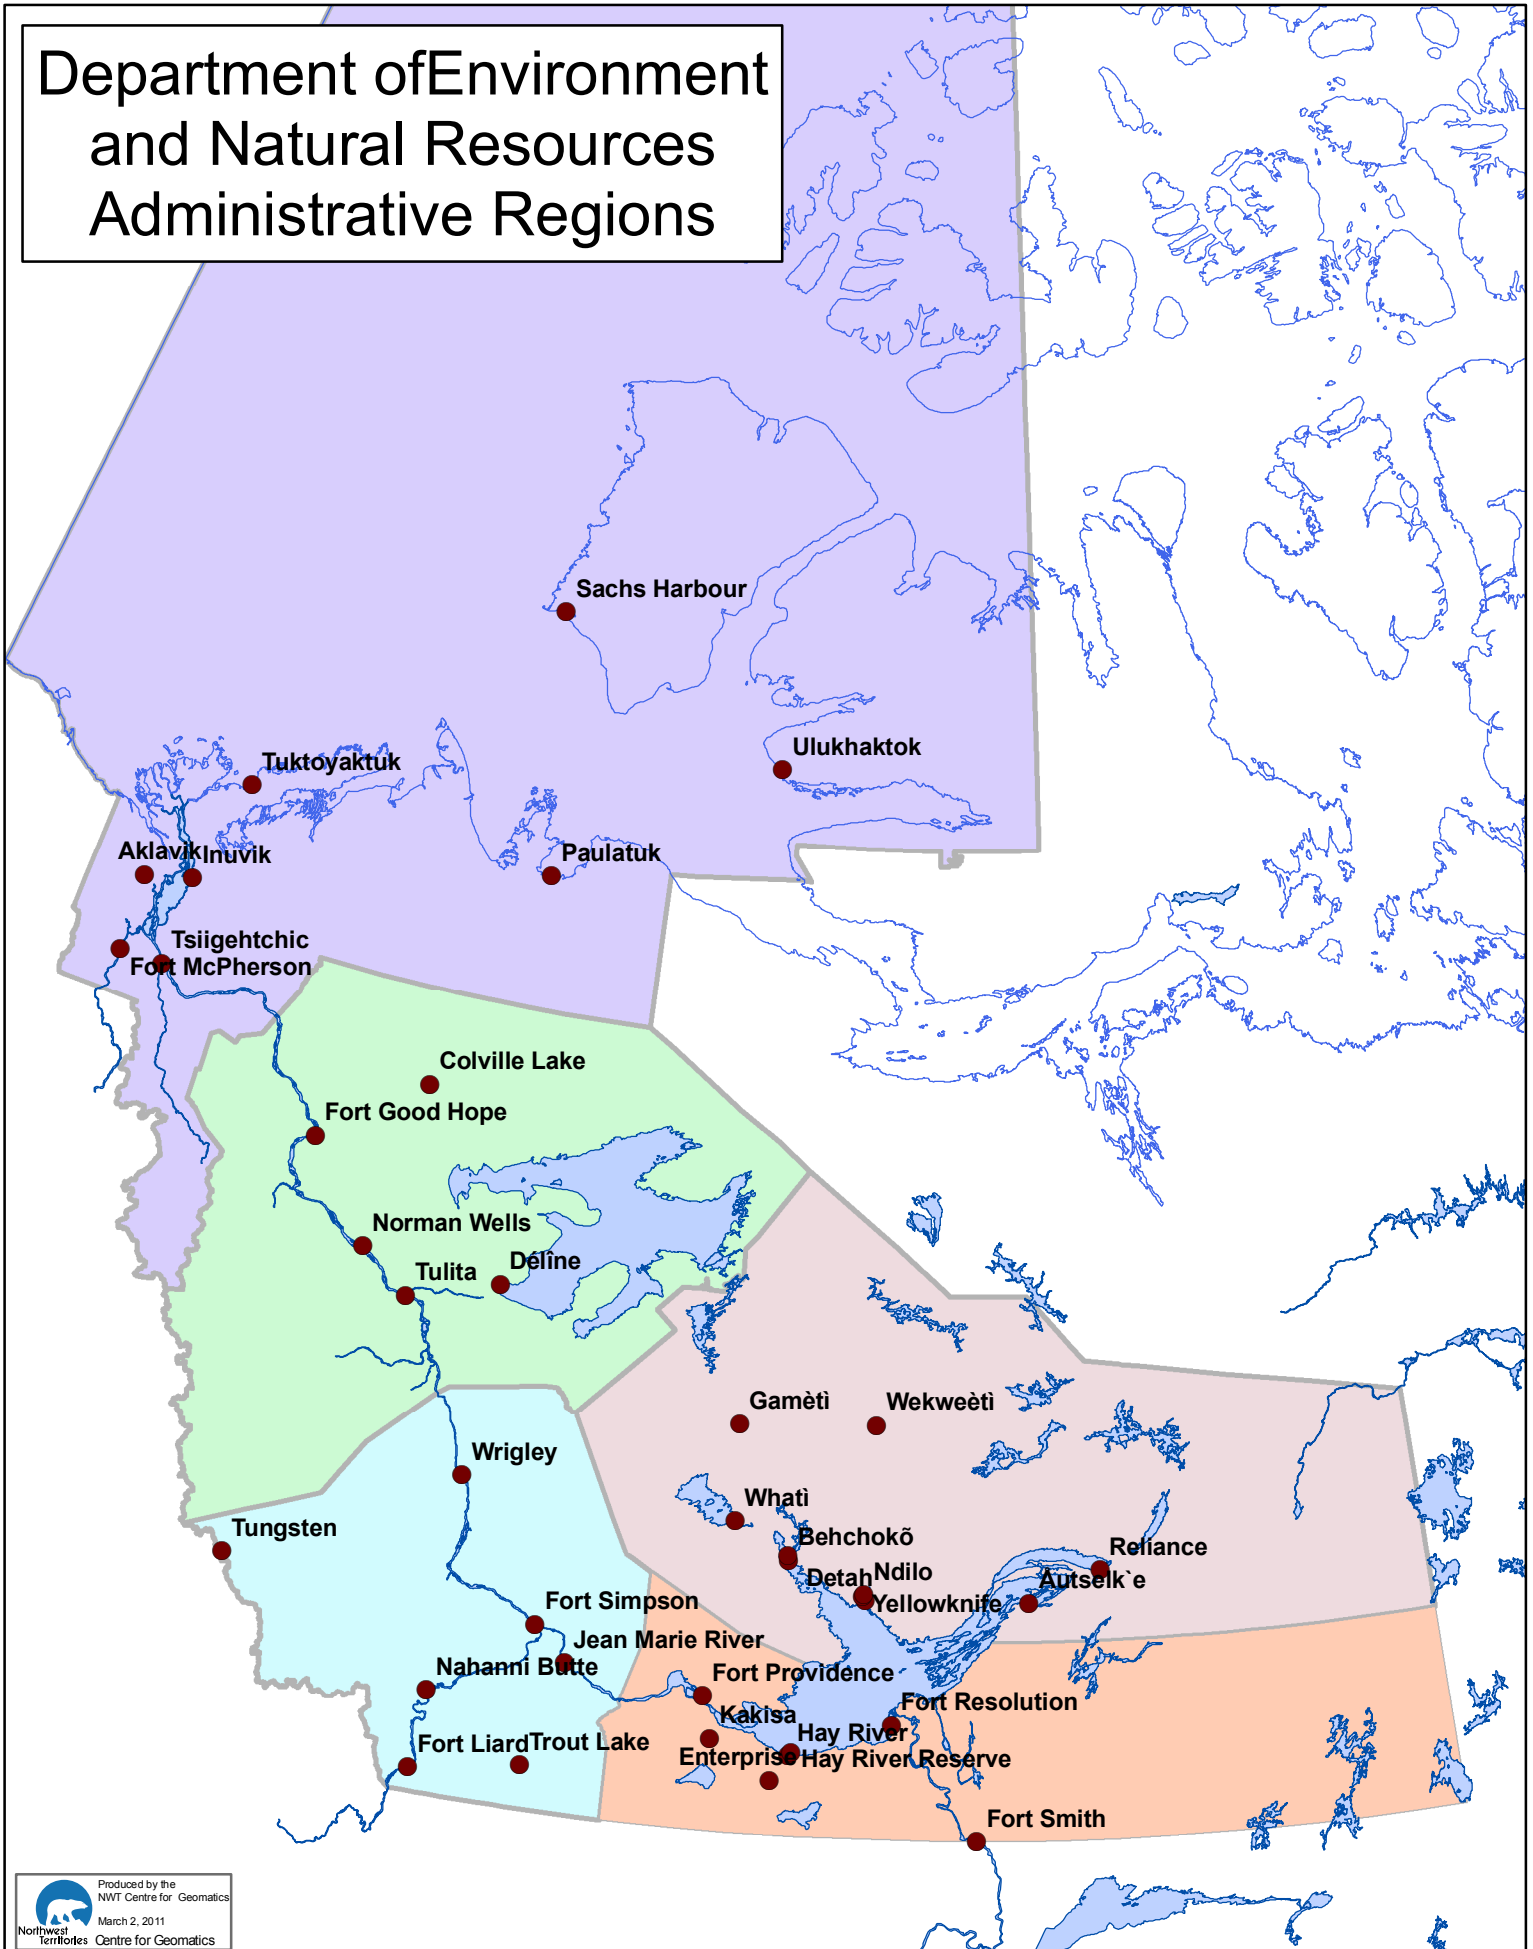 Department ofEnvironment
and Natural Resources
Administrative Regions
Sachs Harbour
Ulukhaktok
Tuktoyaktuk
Aklavik
Inuvik
Paulatuk
Tsiigehtchic
Fort McPherson
Colville Lake
Fort Good Hope
Norman Wells
Tulita
Délîne
Gamètì
Wekweètì
Wrigley
Whatì
Tungsten
Behchokõ
Reliance
Detah
Ndilo
Łutselk`e
Yellowknife
Fort Simpson
Jean Marie River
Nahanni Butte
Fort Providence
Fort Resolution
Kakisa
Hay River
Fort Liard
Trout Lake
Enterprise
Hay River Reserve
Fort Smith
Produced by the
NWT Centre for Geomatics
March 2, 2011
Northwest
Territories Centre for Geomatics